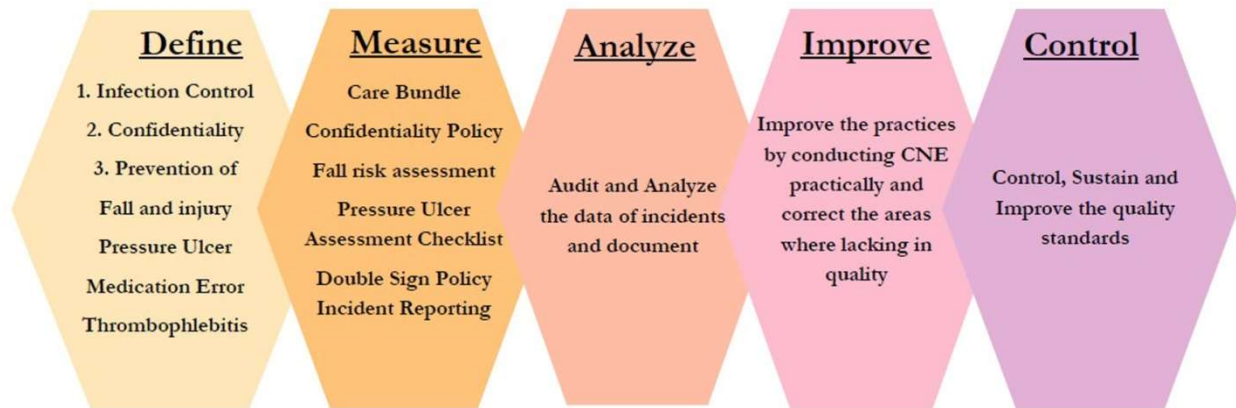 Define
1. Infection Control
2. Confidentiality
3. Prevention of
Fall and injury
Pressure Ulcer
Medication Error
Thrombophlebitis
Measure
Care Bundle
Confidentiality Policy
Fall risk assessment
Pressure Ulcer
Assessment Checklist
Double Sign Policy
Incident Reporting
Analyze
Audit and Analyze
the data of incidents
and document
Improve
Improve the practices
by conducting CNE
practically and
correct the areas
where lacking in
quality
Control
Control, Sustain and
Improve the quality
standards